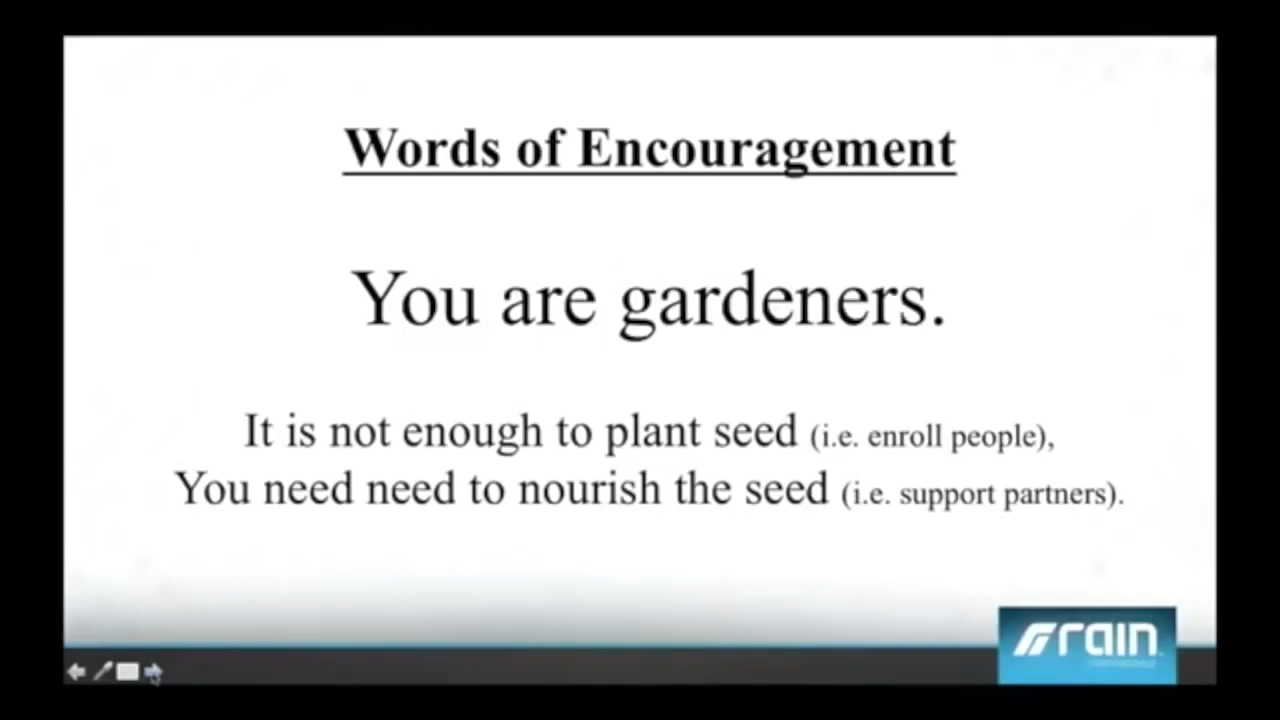 Words of Encouragement
You are gardeners.
It is not enough to plant seed (i.e. enroll people),
You need need to nourish the seed (i.e. support partners).
rain